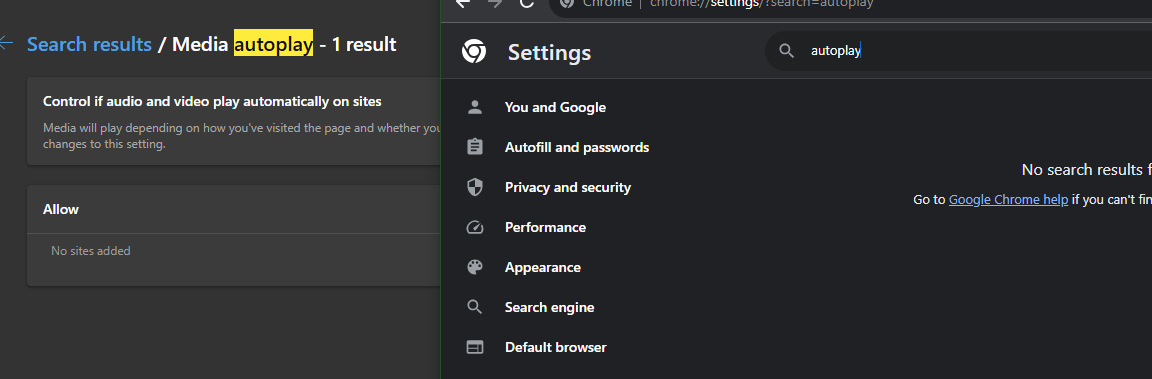 Search results / Media autoplay - 1 result
Control if audio and video play automatically on sites
Media will play depending on how you've visited the page and whether you
changes to this setting.
Allow
No sites added
Chrome | chrome://settings/?search=autoplay
Settings
autoplay
You and Google
Autofill and passwords
Privacy and security
Performance
Appearance
Search engine
Default browser
No search results f
Go to Google Chrome help if you can't fin